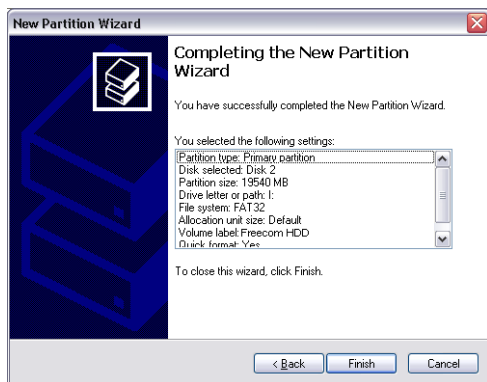 New Partition Wizard
Completing the New Partition
Wizard
You have successfully completed the New Partition Wizard.
You selected the following settings:
Partition type: Primary partition
Disk selected: Disk 2
Partition size: 19540 MB
Drive letter or path: I:
File system: FAT32
Allocation unit size: Default
Volume label: Freecom HDD
Quick format: Yes
To close this wizard, click Finish.
< Back
Finish
Cancel